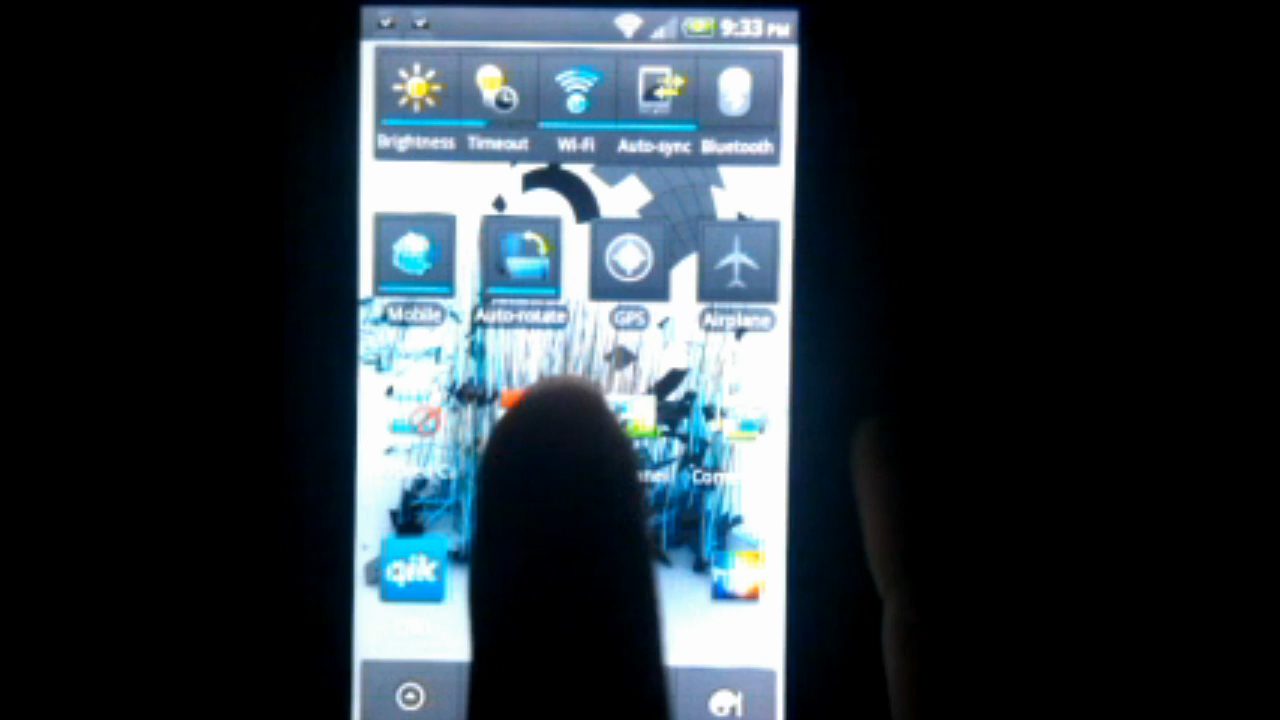 9:33 PM
Brightness Timeout Wi-Fi Auto-sync Bluetooth
Mobile Auto-rotate GPS Airplane
qik